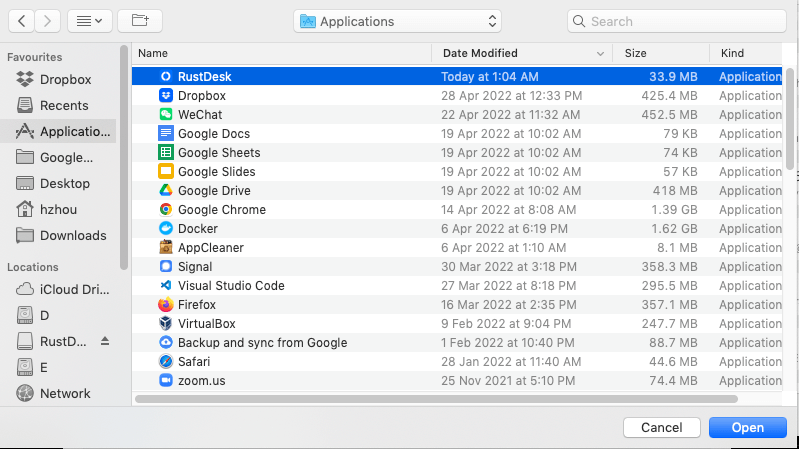 Applications
Search
Favourites
Dropbox
Recents
Applicatio...
Google...
Desktop
hzhou
Downloads
Locations
iCloud Dri...
D
RustD...
E
Network
Name Date Modified Size Kind
RustDesk Today at 1:04 AM 33.9 MB Application
Dropbox 28 Apr 2022 at 12:33 PM 425.4 MB Application
WeChat 22 Apr 2022 at 11:32 AM 452.5 MB Application
Google Docs 19 Apr 2022 at 10:02 AM 79 KB Application
Google Sheets 19 Apr 2022 at 10:02 AM 74 KB Application
Google Slides 19 Apr 2022 at 10:02 AM 57 KB Application
Google Drive 19 Apr 2022 at 10:02 AM 418 MB Application
Google Chrome 14 Apr 2022 at 8:08 AM 1.39 GB Application
Docker 6 Apr 2022 at 6:19 PM 1.62 GB Application
AppCleaner 6 Apr 2022 at 1:10 AM 8.1 MB Application
Signal 30 Mar 2022 at 3:18 PM 358.3 MB Application
Visual Studio Code 27 Mar 2022 at 8:18 PM 295.5 MB Application
Firefox 16 Mar 2022 at 2:35 PM 357.1 MB Application
VirtualBox 9 Feb 2022 at 9:04 PM 247.7 MB Application
Backup and sync from Google 1 Feb 2022 at 10:40 PM 88.7 MB Application
Safari 28 Jan 2022 at 11:40 AM 44.6 MB Application
zoom.us 25 Nov 2021 at 5:10 PM 74.4 MB Application
Cancel Open